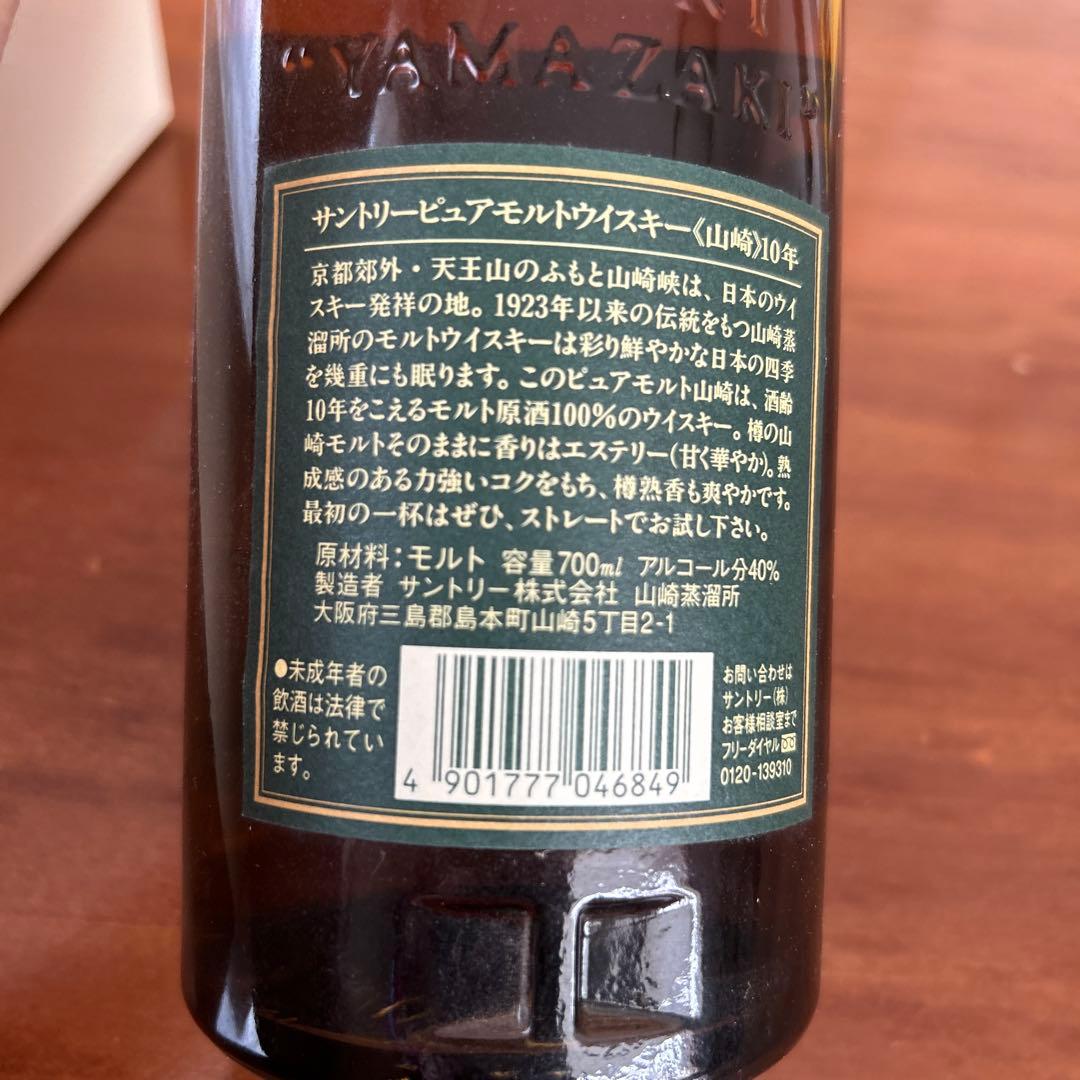 "YAMAZAKI"
サントリーピュアモルトウイスキー《山崎》10年
京都郊外・天王山のふもと山崎峡は、日本のウイ
スキー発祥の地。1923年以来の伝統をもつ山崎蒸
溜所のモルトウイスキーは彩り鮮やかな日本の四季
を幾重にも眠ります。このピュアモルト山崎は、酒齢
10年をこえるモルト原酒100%のウイスキー。樽の山
崎モルトそのままに香りはエステリー(甘く華やか)。熟
成感のある力強いコクをもち、樽熟香も爽やかです。
最初の一杯はぜひ、ストレートでお試し下さい。
原材料:モルト 容量700ml アルコール分40%
製造者 サントリー株式会社 山崎蒸溜所
大阪府三島郡島本町山崎5丁目2-1
●未成年者の
飲酒は法律で
禁じられてい
ます。
4 901777 046849
お問い合わせは
サントリー(株)
お客様相談室まで
フリーダイヤル
0120-139310